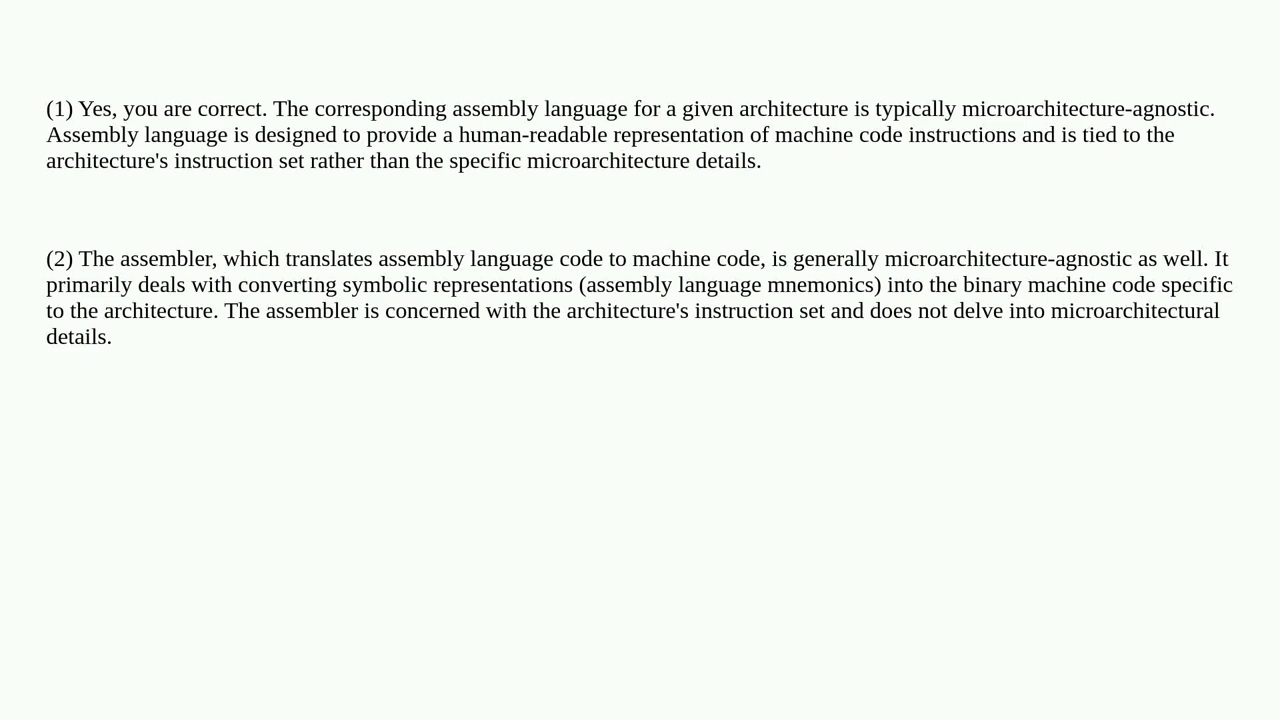 (1) Yes, you are correct. The corresponding assembly language for a given architecture is typically microarchitecture-agnostic.
Assembly language is designed to provide a human-readable representation of machine code instructions and is tied to the
architecture's instruction set rather than the specific microarchitecture details.
(2) The assembler, which translates assembly language code to machine code, is generally microarchitecture-agnostic as well. It
primarily deals with converting symbolic representations (assembly language mnemonics) into the binary machine code specific
to the architecture. The assembler is concerned with the architecture's instruction set and does not delve into microarchitectural
details.